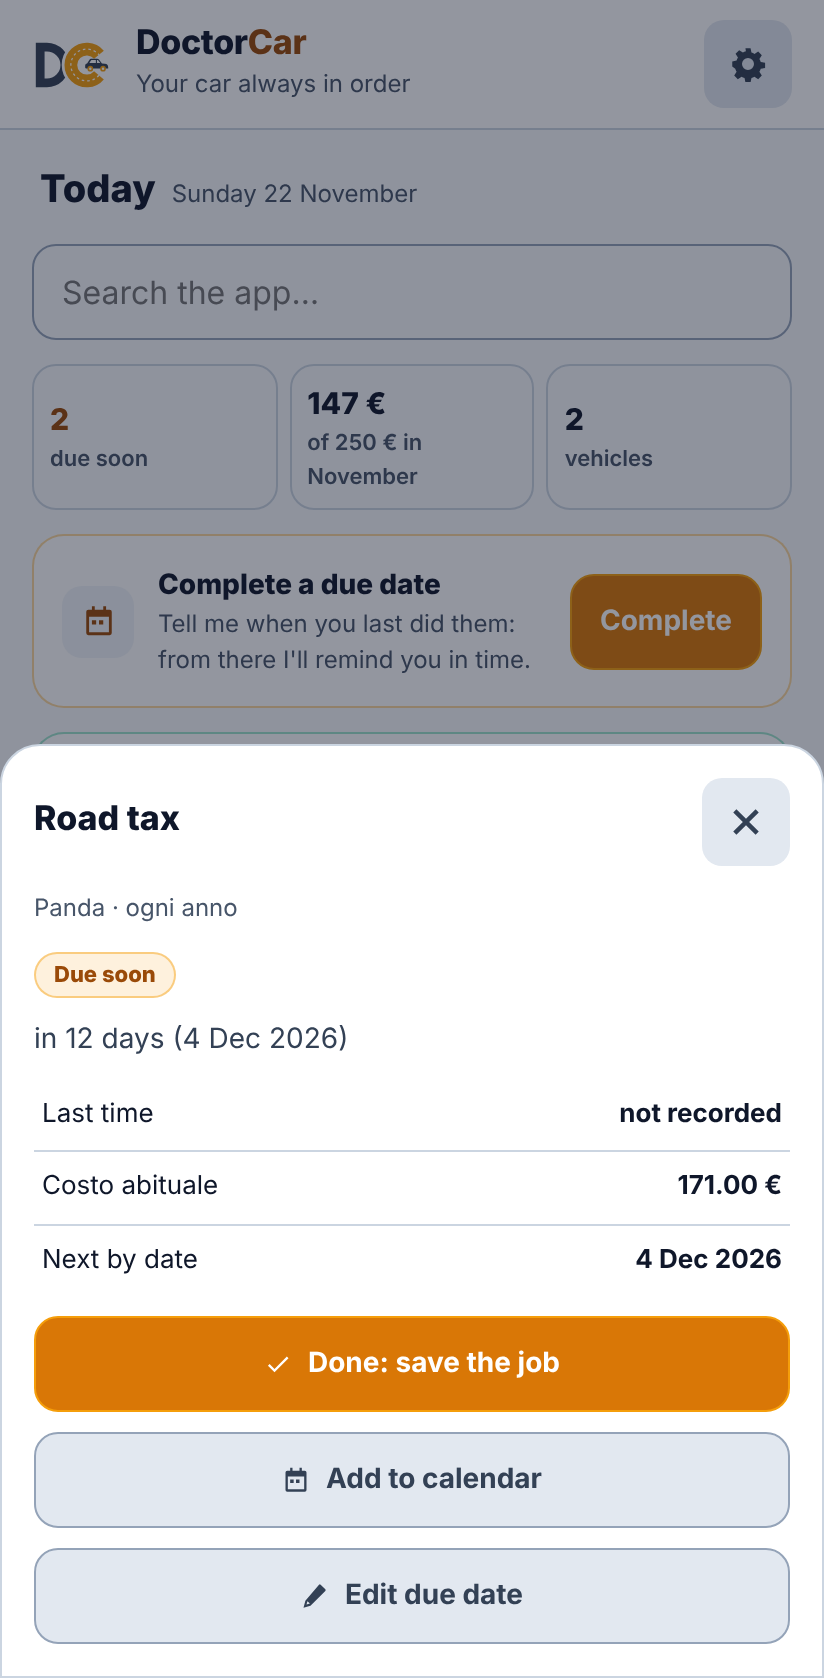 DC
DoctorCar
Your car always in order
Today Sunday 22 November
Search the app...
2
due soon
147 €
of 250 € in
November
2
vehicles
Complete a due date
Tell me when you last did them:
from there I'll remind you in time.
Complete
Road tax
Panda · ogni anno
Due soon
in 12 days (4 Dec 2026)
Last time not recorded
Costo abituale 171.00 €
Next by date 4 Dec 2026
Done: save the job
Add to calendar
Edit due date